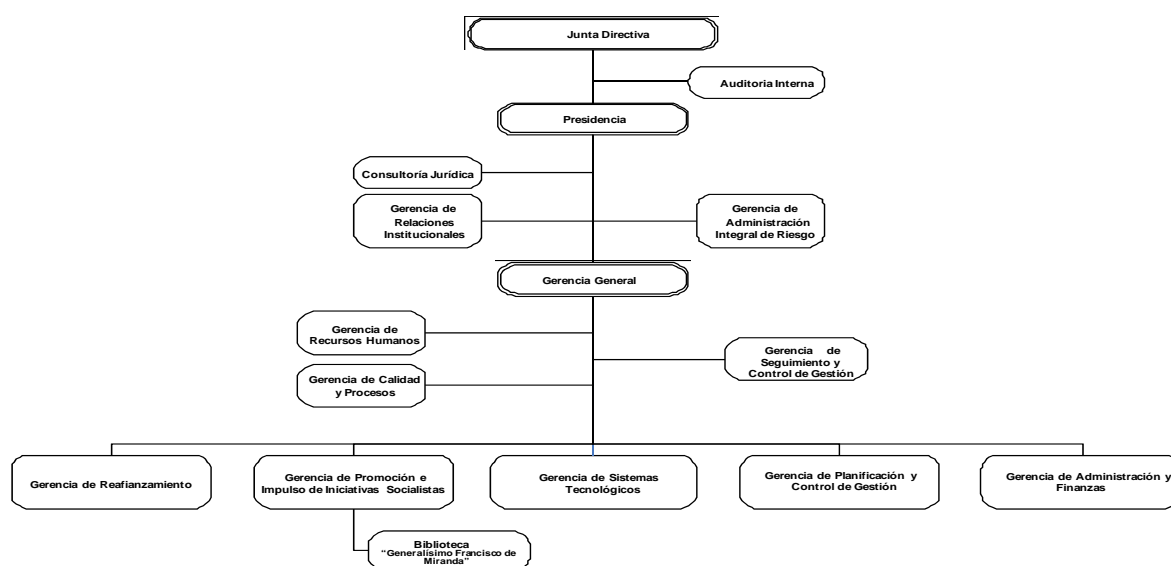 Junta Directiva
Auditoria Interna
Presidencia
Consultoría Jurídica
Gerencia de
Relaciones
Institucionales
Gerencia de
Administración
Integral de Riesgo
Gerencia General
Gerencia de
Recursos Humanos
Gerencia de
Seguimiento y
Control de Gestión
Gerencia de Calidad
y Procesos
Gerencia de Reafianzamiento
Gerencia de Promoción e
Impulso de Iniciativas Socialistas
Gerencia de Sistemas
Tecnológicos
Gerencia de Planificación y
Control de Gestión
Gerencia de Administración y
Finanzas
Biblioteca
“Generalísimo Francisco de
Miranda”